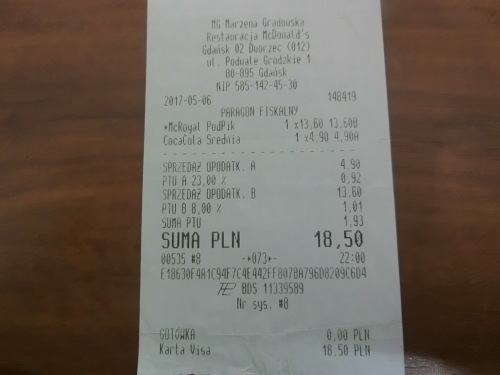 MG Marzena Gradowska
Restauracja McDonald's
Gdańsk 02 Dworzec (012)
ul. Podwale Grodzkie 1
80-895 Gdańsk
NIP 585-142-45-30
2017-05-06 148419
PARAGON FISKALNY
*McRoyal PodPik 1 x13,60 13,60B
CocaCola Srednia 1 x4,90 4,90A
SPRZEDAŻ OPODATK. A 4,90
PTU A 23,00 % 0,92
SPRZEDAŻ OPODATK. B 13,60
PTU B 8,00 % 1,01
SUMA PTU 1,93
SUMA PLN 18,50
00535 #8 -+073+- 22:00
E18630F4A1C94F7C4E442FFB07BA796D8209C6D4
BDS 11339589
Nr sys. #8
GOTÓWKA 0,00 PLN
Karta Visa 18,50 PLN